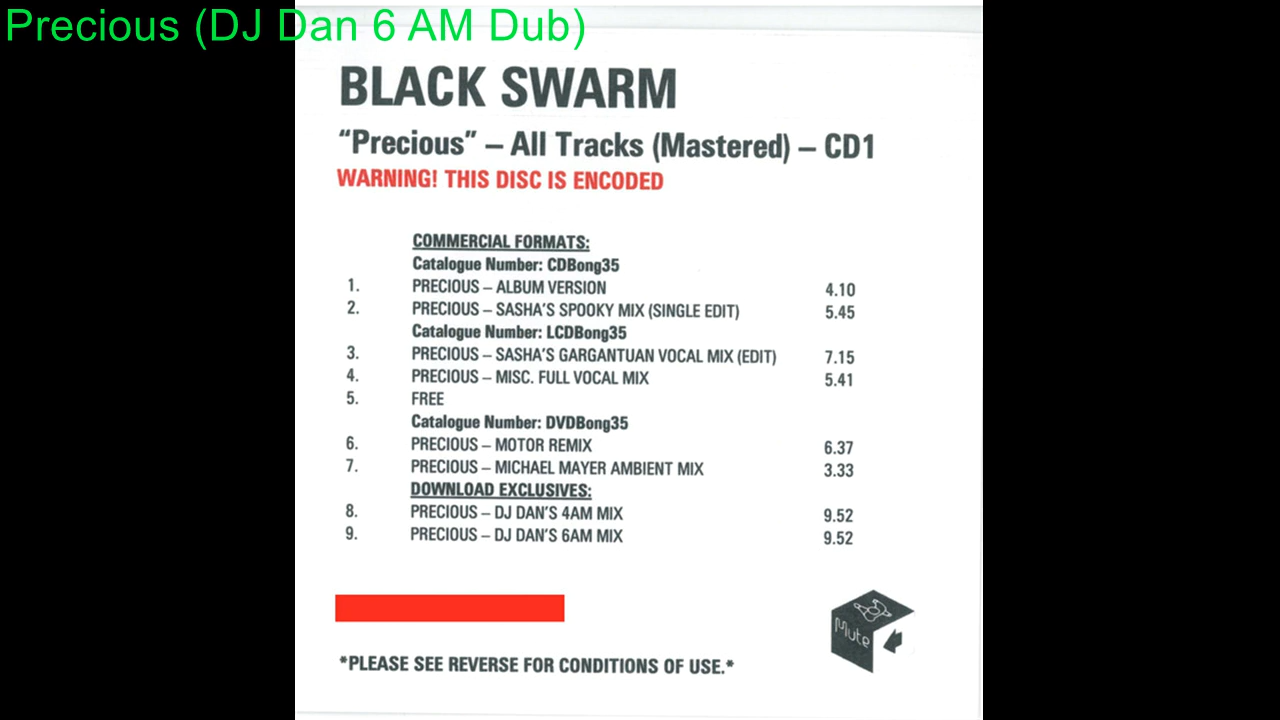 Precious (DJ Dan 6 AM Dub)
BLACK SWARM
“Precious” – All Tracks (Mastered) – CD1
WARNING! THIS DISC IS ENCODED
COMMERCIAL FORMATS:
Catalogue Number: CDBong35
1. PRECIOUS – ALBUM VERSION 4.10
2. PRECIOUS – SASHA'S SPOOKY MIX (SINGLE EDIT) 5.45
Catalogue Number: LCDBong35
3. PRECIOUS – SASHA'S GARGANTUAN VOCAL MIX (EDIT) 7.15
4. PRECIOUS – MISC. FULL VOCAL MIX 5.41
5. FREE
Catalogue Number: DVDBong35
6. PRECIOUS – MOTOR REMIX 6.37
7. PRECIOUS – MICHAEL MAYER AMBIENT MIX 3.33
DOWNLOAD EXCLUSIVES:
8. PRECIOUS – DJ DAN'S 4AM MIX 9.52
9. PRECIOUS – DJ DAN'S 6AM MIX 9.52
Mute
*PLEASE SEE REVERSE FOR CONDITIONS OF USE.*